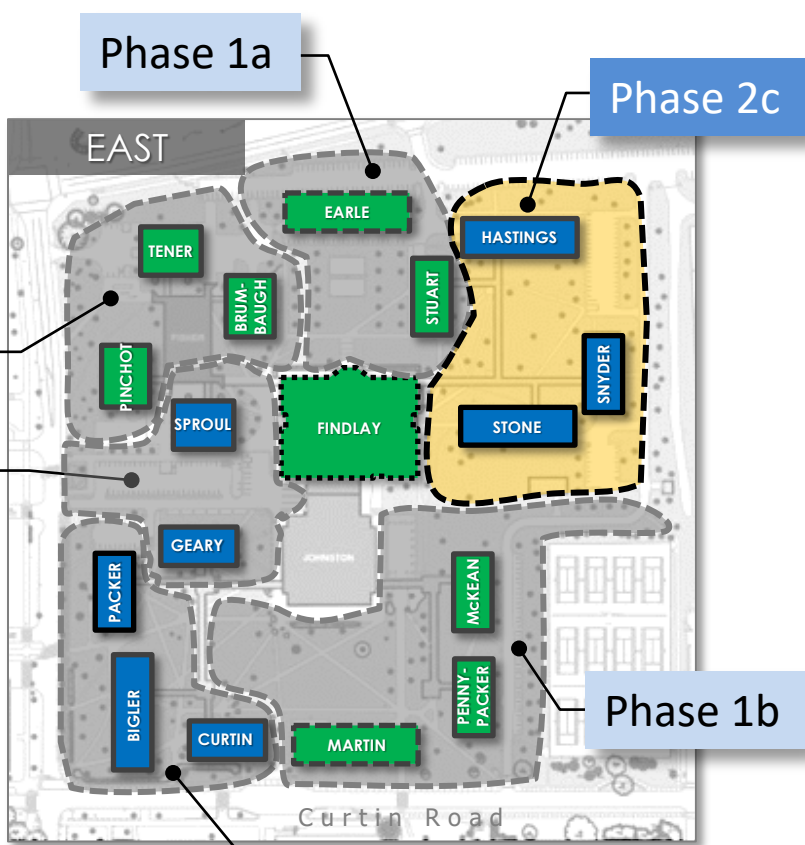 Phase 1a
Phase 2c
EAST
EARLE
HASTINGS
TENER
BRUM-
BAUGH
STUART
PINCHOT
SNYDER
SPROUL
FINDLAY
STONE
GEARY
JOHNSTON
PACKER
McKEAN
PENNY-
PACKER
BIGLER
CURTIN
MARTIN
Phase 1b
Curtin Road